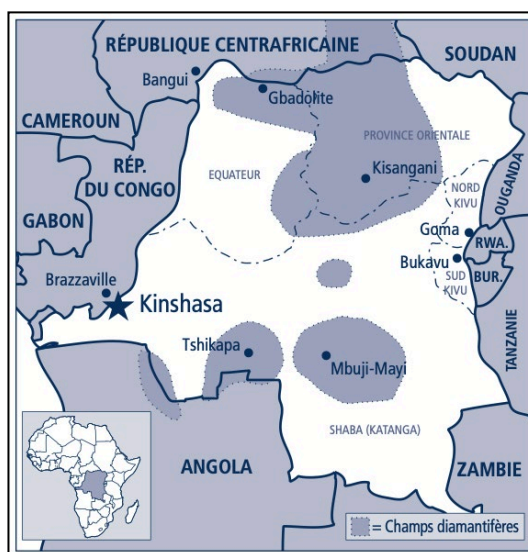 RÉPUBLIQUE CENTRAFRICAINE
SOUDAN
Bangui
Gbadolite
CAMEROUN
PROVINCE ORIENTALE
RÉP.
DU CONGO
EQUATEUR
Kisangani
OUGANDA
NORD
KIVU
GABON
Goma
RWA.
Bukavu
BUR.
SUD
KIVU
Brazzaville
Kinshasa
TANZANIE
Tshikapa
Mbuji-Mayi
SHABA (KATANGA)
ANGOLA
ZAMBIE
= Champs diamantifères